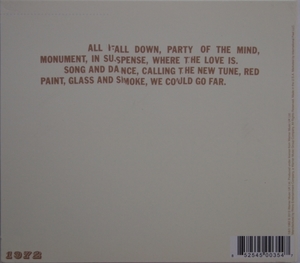 ALL FALL DOWN, PARTY OF THE MIND,
MONUMENT, IN SUSPENSE, WHERE THE LOVE IS.
SONG AND DANCE, CALLING THE NEW TUNE, RED
PAINT, GLASS AND SMOKE, WE COULD GO FAR.
1972